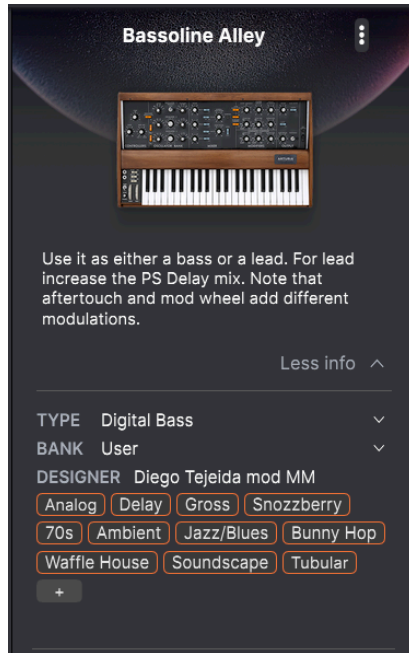 Bassoline Alley
Use it as either a bass or a lead. For lead
increase the PS Delay mix. Note that
aftertouch and mod wheel add different
modulations.
Less info
TYPE Digital Bass
BANK User
DESIGNER Diego Tejeida mod MM
Analog Delay Gross Snozzberry
70s Ambient Jazz/Blues Bunny Hop
Waffle House Soundscape Tubular
+